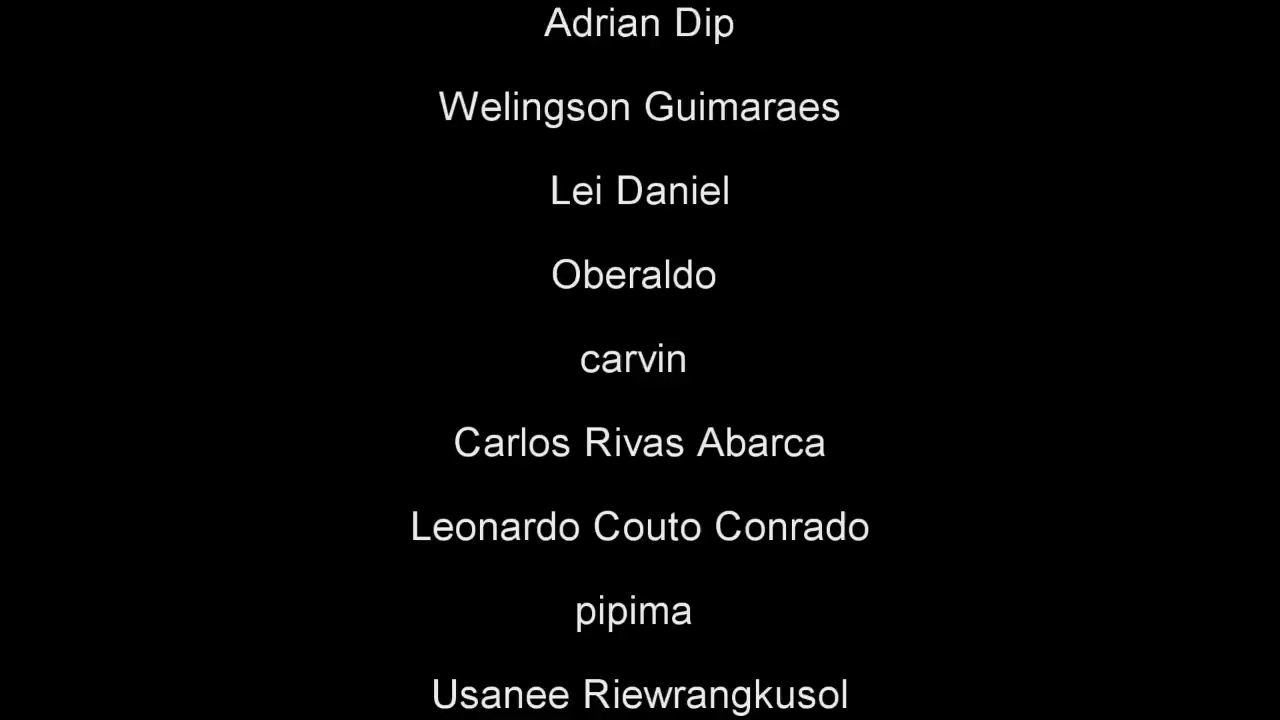 Adrian Dip
Welingson Guimaraes
Lei Daniel
Oberaldo
carvin
Carlos Rivas Abarca
Leonardo Couto Conrado
pipima
Usanee Riewrangkusol